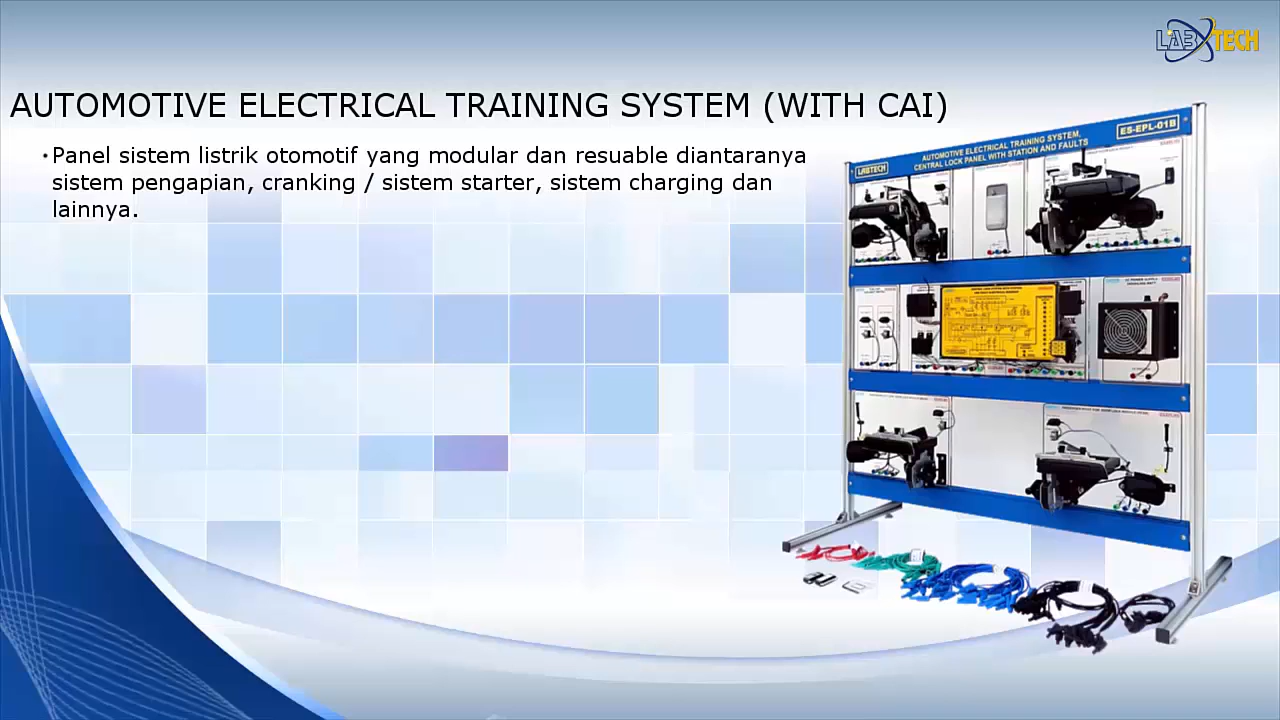 LABTECH
AUTOMOTIVE ELECTRICAL TRAINING SYSTEM (WITH CAI)
• Panel sistem listrik otomotif yang modular dan resuable diantaranya
sistem pengapian, cranking / sistem starter, sistem charging dan
lainnya.
LABTECH
AUTOMOTIVE ELECTRICAL TRAINING SYSTEM,
CENTRAL LOCK PANEL WITH STATION AND FAULTS
ES-EPL-01B